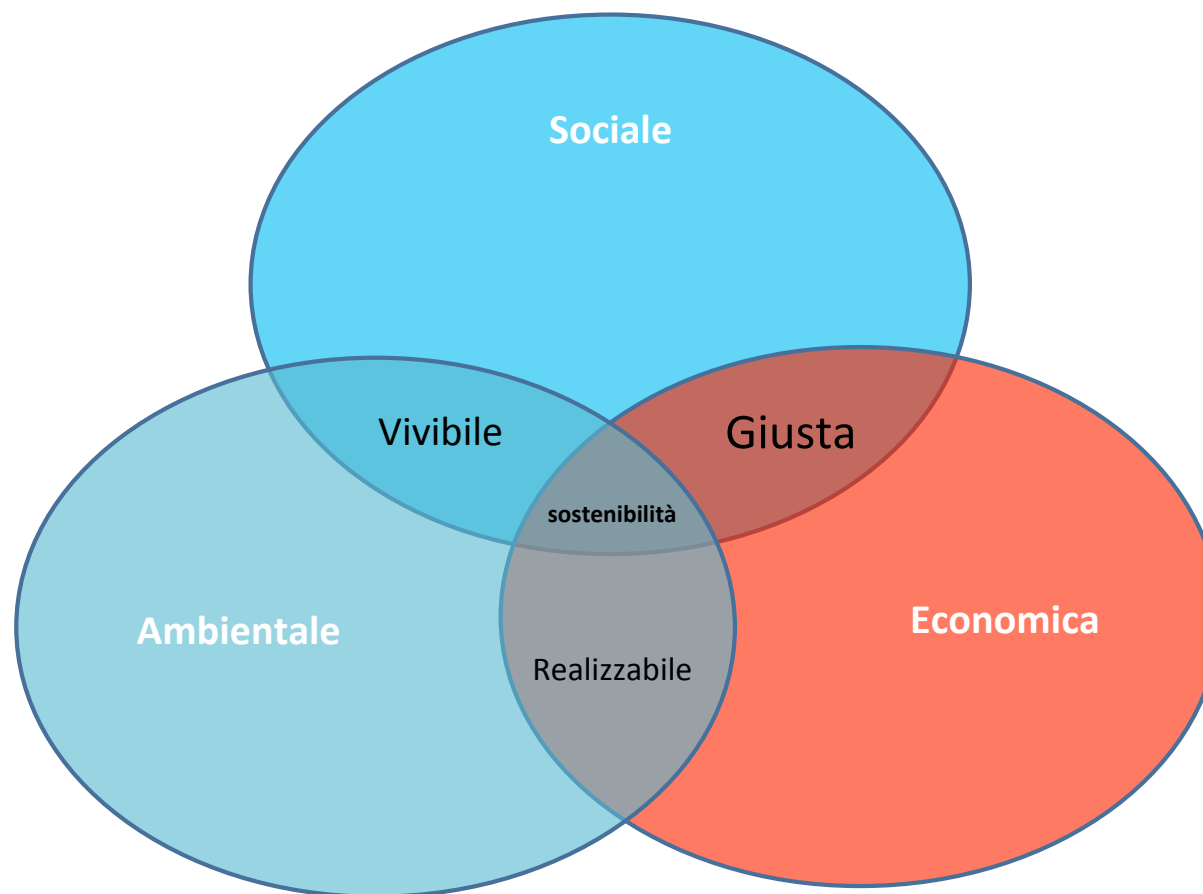 Sociale
Vivibile
Giusta
sostenibilità
Ambientale
Economica
Realizzabile